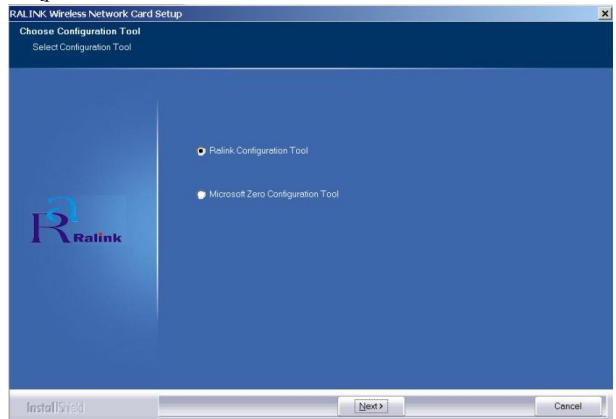 RALINK Wireless Network Card Setup
Choose Configuration Tool
Select Configuration Tool
Ralink Configuration Tool
Microsoft Zero Configuration Tool
Ralink
InstallShield
Next >
Cancel